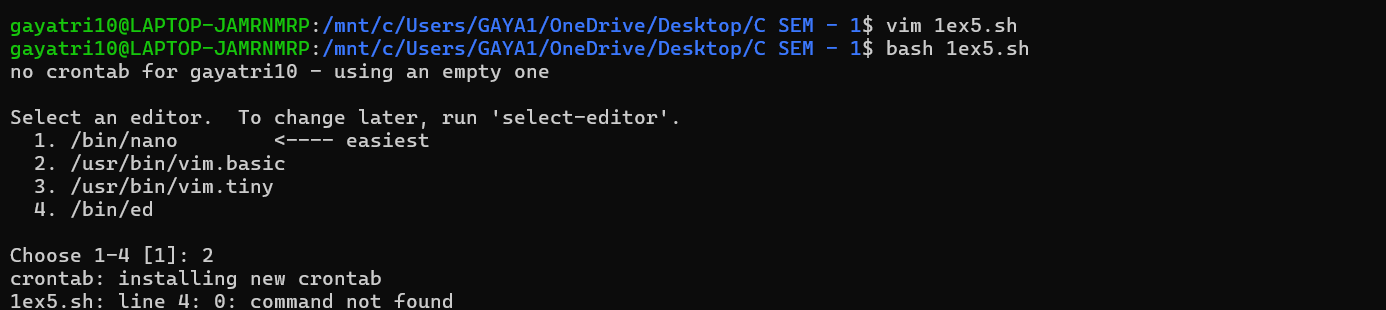 gayatri10@LAPTOP-JAMRNMRP:/mnt/c/Users/GAYA1/OneDrive/Desktop/C SEM - 1$ vim 1ex5.sh
gayatri10@LAPTOP-JAMRNMRP:/mnt/c/Users/GAYA1/OneDrive/Desktop/C SEM - 1$ bash 1ex5.sh
no crontab for gayatri10 - using an empty one
Select an editor.  To change later, run 'select-editor'.
  1. /bin/nano        <---- easiest
  2. /usr/bin/vim.basic
  3. /usr/bin/vim.tiny
  4. /bin/ed
Choose 1-4 [1]: 2
crontab: installing new crontab
1ex5.sh: line 4: 0: command not found